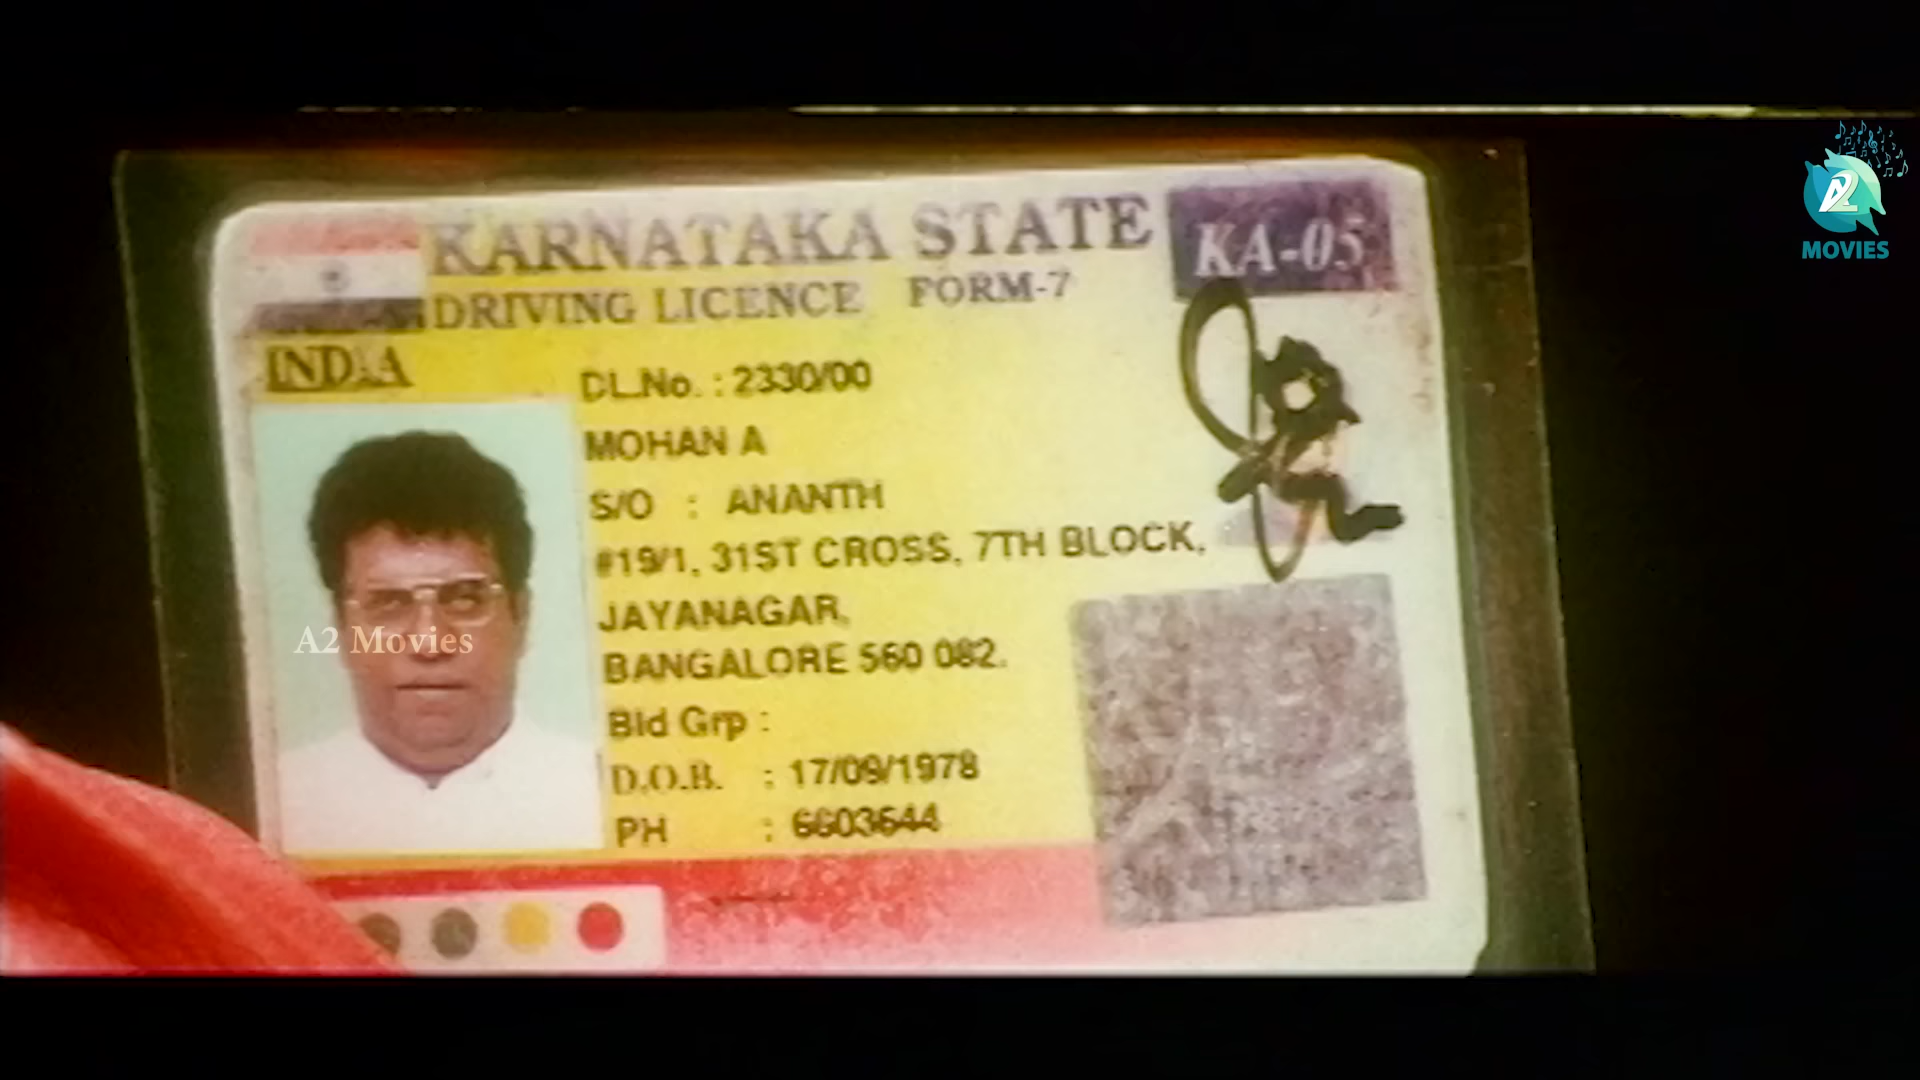 KARNATAKA STATE
KA-05
DRIVING LICENCE FORM-7
INDIA
DL.No. : 2330/00
MOHAN A
S/O : ANANTH
#19/1, 31ST CROSS, 7TH BLOCK,
JAYANAGAR,
BANGALORE 560 082.
Bld Grp :
D.O.B. : 17/09/1978
PH : 6603644
A2 Movies
A2
MOVIES